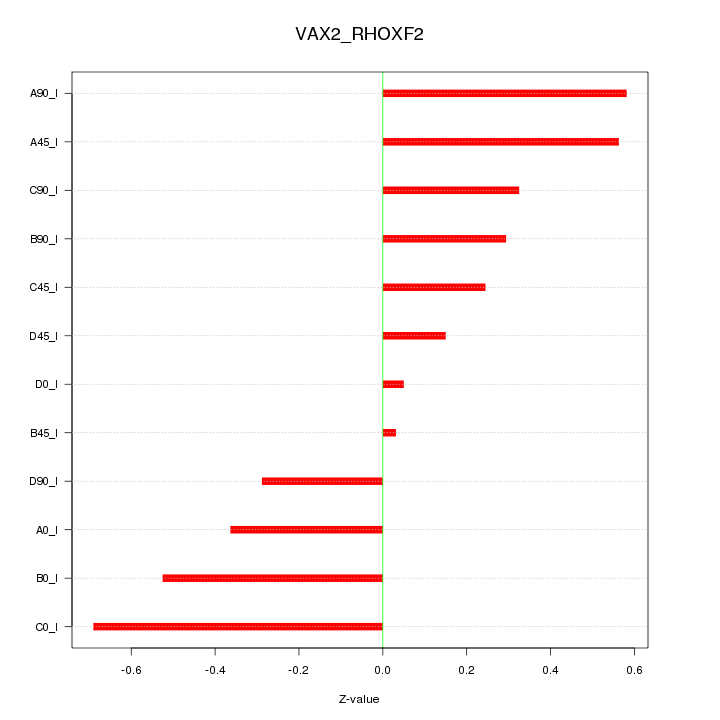 VAX2_RHOXF2
A90_I
A45_I
C90_I
B90_I
C45_I
D45_I
D0_I
B45_I
D90_I
A0_I
B0_I
C0_I
-0.6 -0.4 -0.2 0.0 0.2 0.4 0.6
Z-value